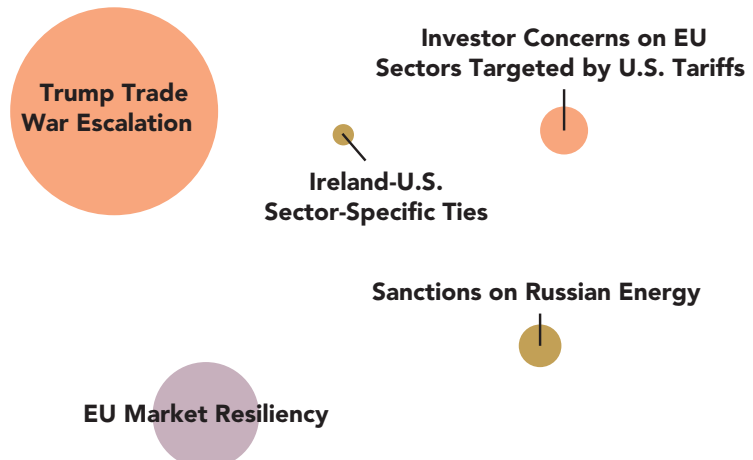 Trump Trade
War Escalation
Investor Concerns on EU
Sectors Targeted by U.S. Tariffs
Ireland-U.S.
Sector-Specific Ties
Sanctions on Russian Energy
EU Market Resiliency